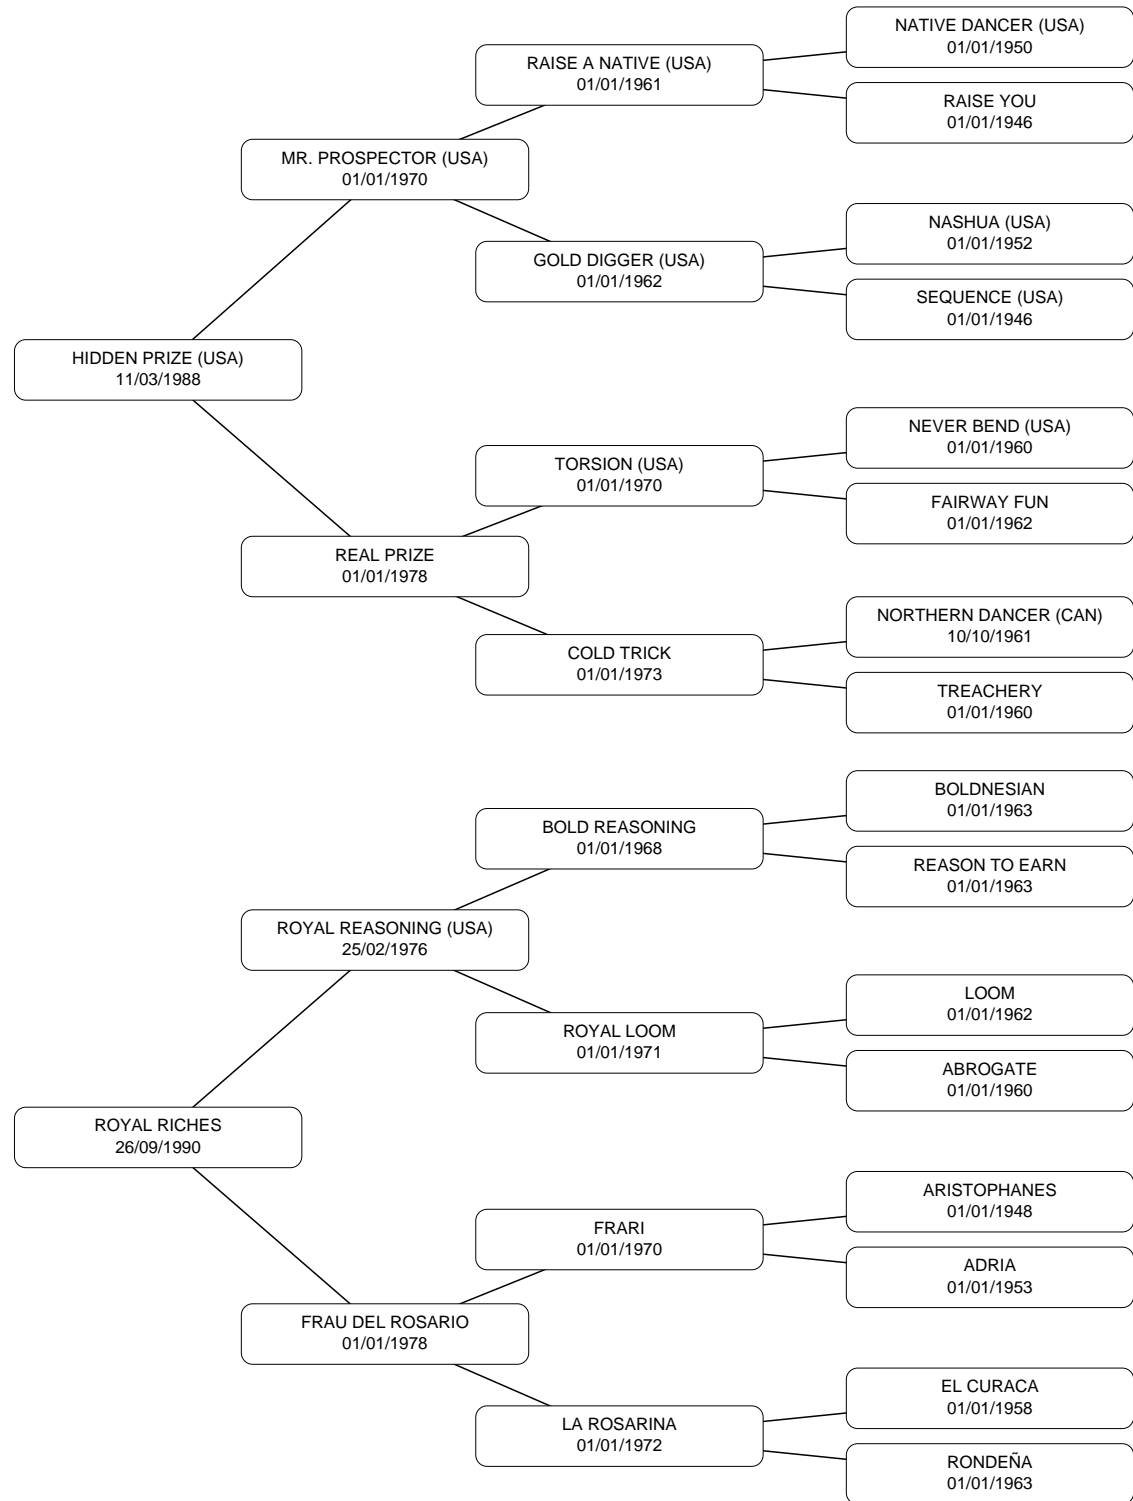 NATIVE DANCER (USA)
01/01/1950
RAISE A NATIVE (USA)
01/01/1961
RAISE YOU
01/01/1946
MR. PROSPECTOR (USA)
01/01/1970
NASHUA (USA)
01/01/1952
GOLD DIGGER (USA)
01/01/1962
SEQUENCE (USA)
01/01/1946
HIDDEN PRIZE (USA)
11/03/1988
NEVER BEND (USA)
01/01/1960
TORSION (USA)
01/01/1970
FAIRWAY FUN
01/01/1962
REAL PRIZE
01/01/1978
NORTHERN DANCER (CAN)
10/10/1961
COLD TRICK
01/01/1973
TREACHERY
01/01/1960
BOLDNESIAN
01/01/1963
BOLD REASONING
01/01/1968
REASON TO EARN
01/01/1963
ROYAL REASONING (USA)
25/02/1976
LOOM
01/01/1962
ROYAL LOOM
01/01/1971
ABROGATE
01/01/1960
ROYAL RICHES
26/09/1990
ARISTOPHANES
01/01/1948
FRARI
01/01/1970
ADRIA
01/01/1953
FRAU DEL ROSARIO
01/01/1978
EL CURACA
01/01/1958
LA ROSARINA
01/01/1972
RONDEÑA
01/01/1963